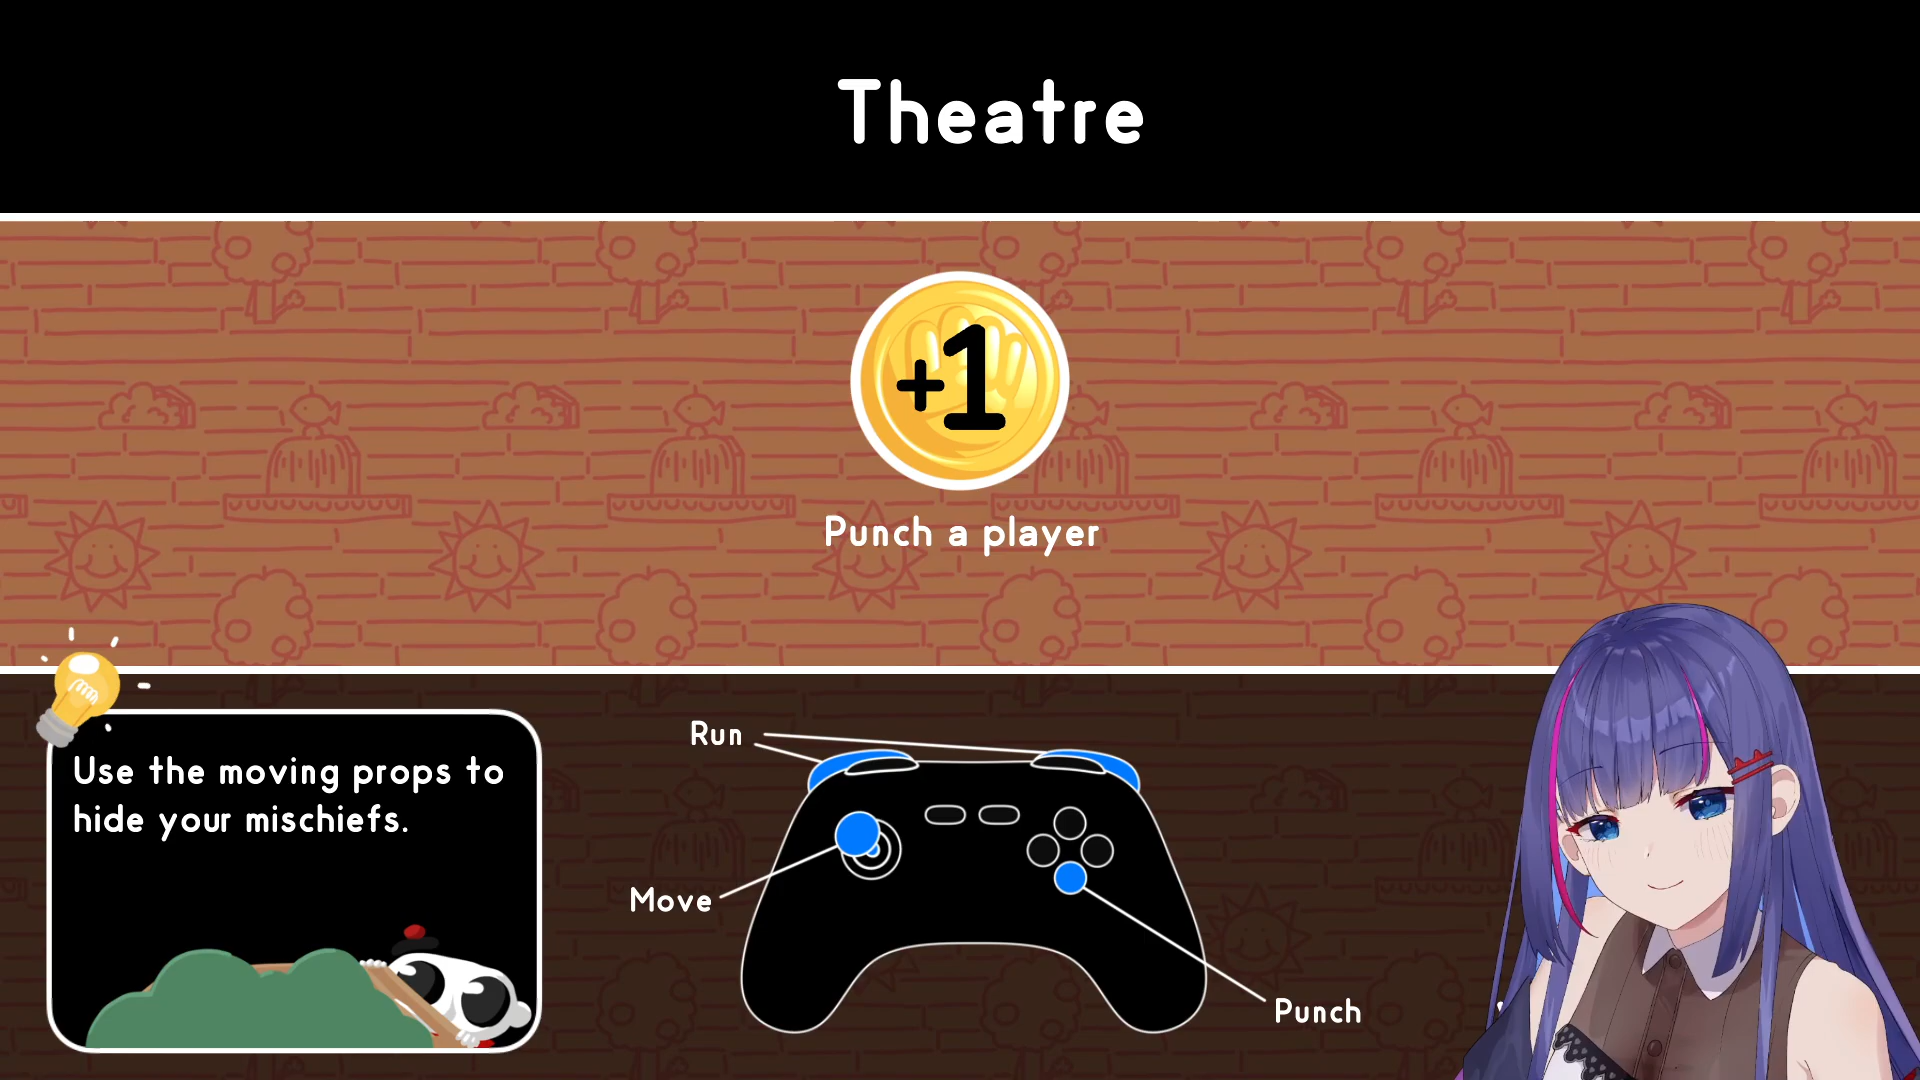 Theatre
+1
Punch a player
Use the moving props to
hide your mischiefs.
Run
Move
Punch